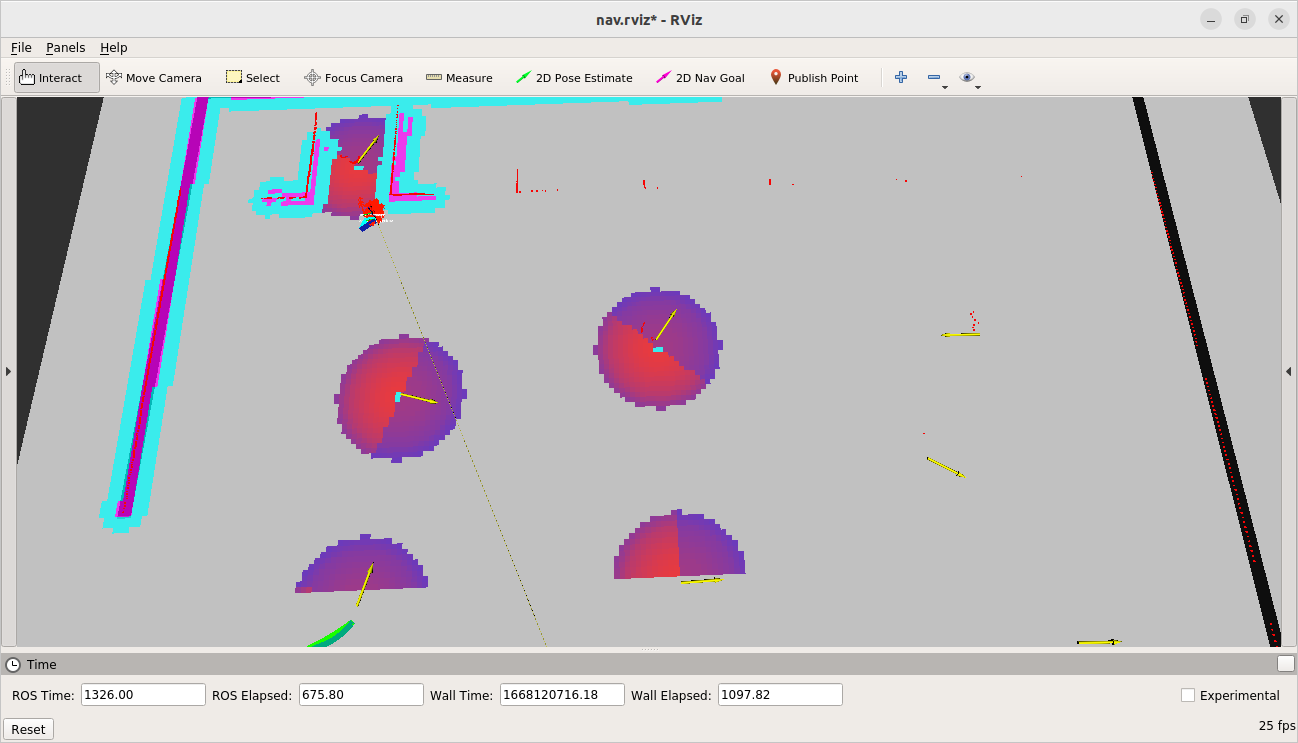 nav.rviz* - RViz
File Panels Help
Interact Move Camera Select Focus Camera Measure 2D Pose Estimate 2D Nav Goal Publish Point
Time
ROS Time: 1326.00 ROS Elapsed: 675.80 Wall Time: 1668120716.18 Wall Elapsed: 1097.82 Experimental
Reset 25 fps